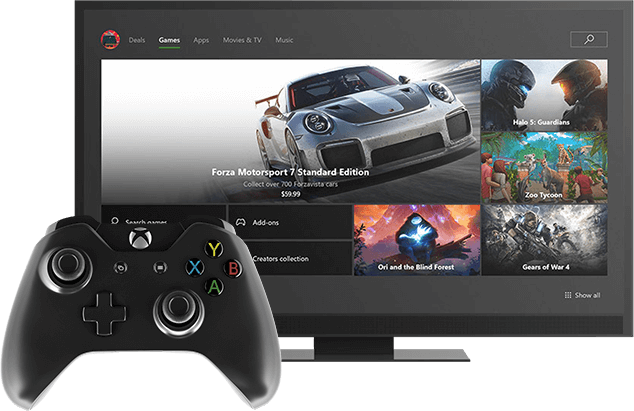 Deals Games Apps Movies & TV Music
Halo 5: Guardians
Forza Motorsport 7 Standard Edition
Collect over 700 Forzavista cars
$59.99
Zoo Tycoon
Search games
Add-ons
Creators collection
Ori and the Blind Forest
Gears of War 4
Show all
Y
X B
A